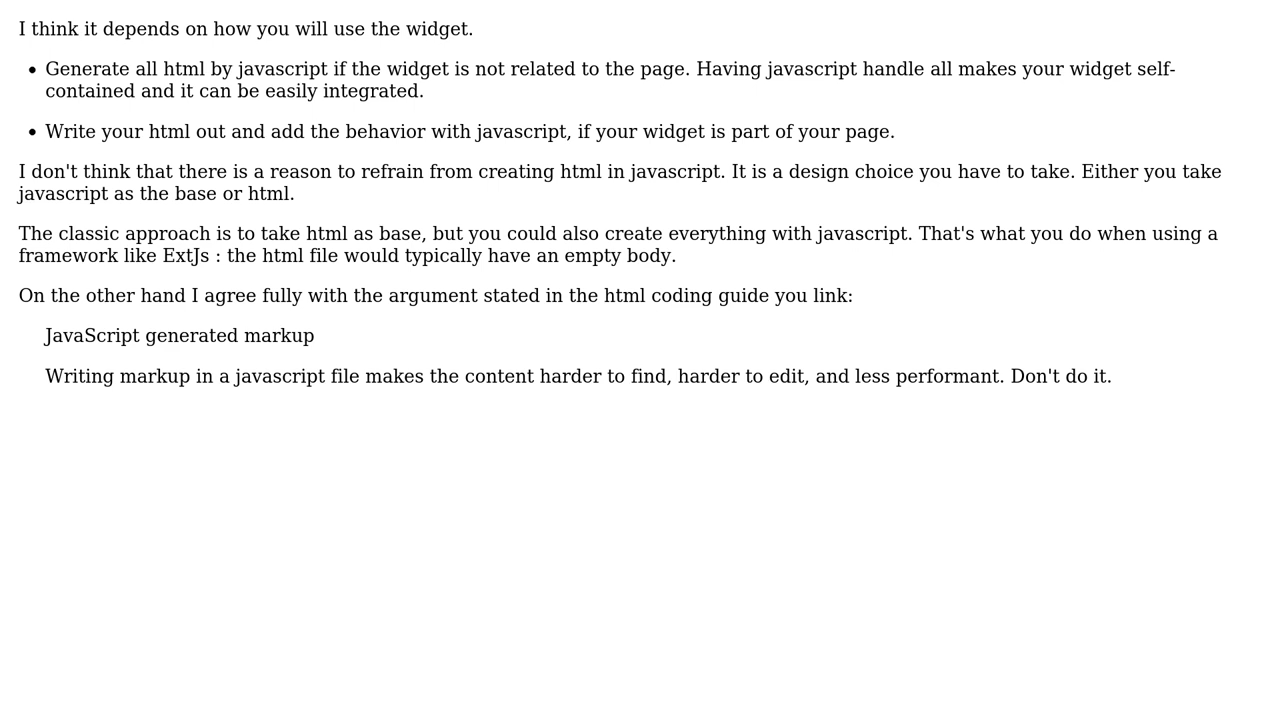 I think it depends on how you will use the widget.
• Generate all html by javascript if the widget is not related to the page. Having javascript handle all makes your widget self-
contained and it can be easily integrated.
• Write your html out and add the behavior with javascript, if your widget is part of your page.
I don't think that there is a reason to refrain from creating html in javascript. It is a design choice you have to take. Either you take
javascript as the base or html.
The classic approach is to take html as base, but you could also create everything with javascript. That's what you do when using a
framework like ExtJs : the html file would typically have an empty body.
On the other hand I agree fully with the argument stated in the html coding guide you link:
JavaScript generated markup
Writing markup in a javascript file makes the content harder to find, harder to edit, and less performant. Don't do it.